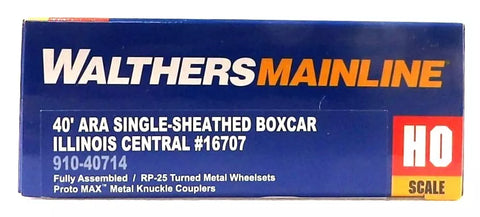 WALTHERSMAINLINE®
40' ARA SINGLE-SHEATHED BOXCAR
ILLINOIS CENTRAL #16707
910-40714
Fully Assembled / RP-25 Turned Metal Wheelsets
Proto MAX™ Metal Knuckle Couplers
HO
SCALE